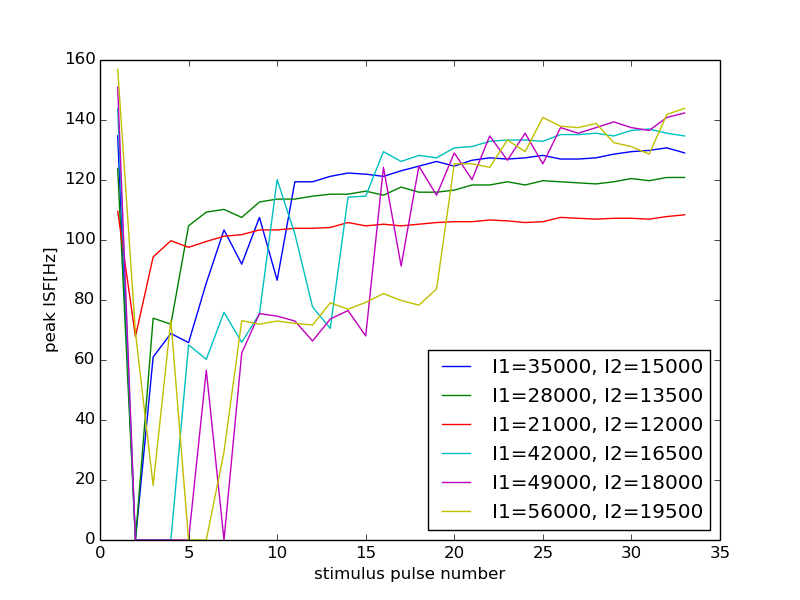 160
140
120
100
80
60
40
20
0
peak ISF[Hz]
I1=35000, I2=15000
I1=28000, I2=13500
I1=21000, I2=12000
I1=42000, I2=16500
I1=49000, I2=18000
I1=56000, I2=19500
0 5 10 15 20 25 30 35
stimulus pulse number